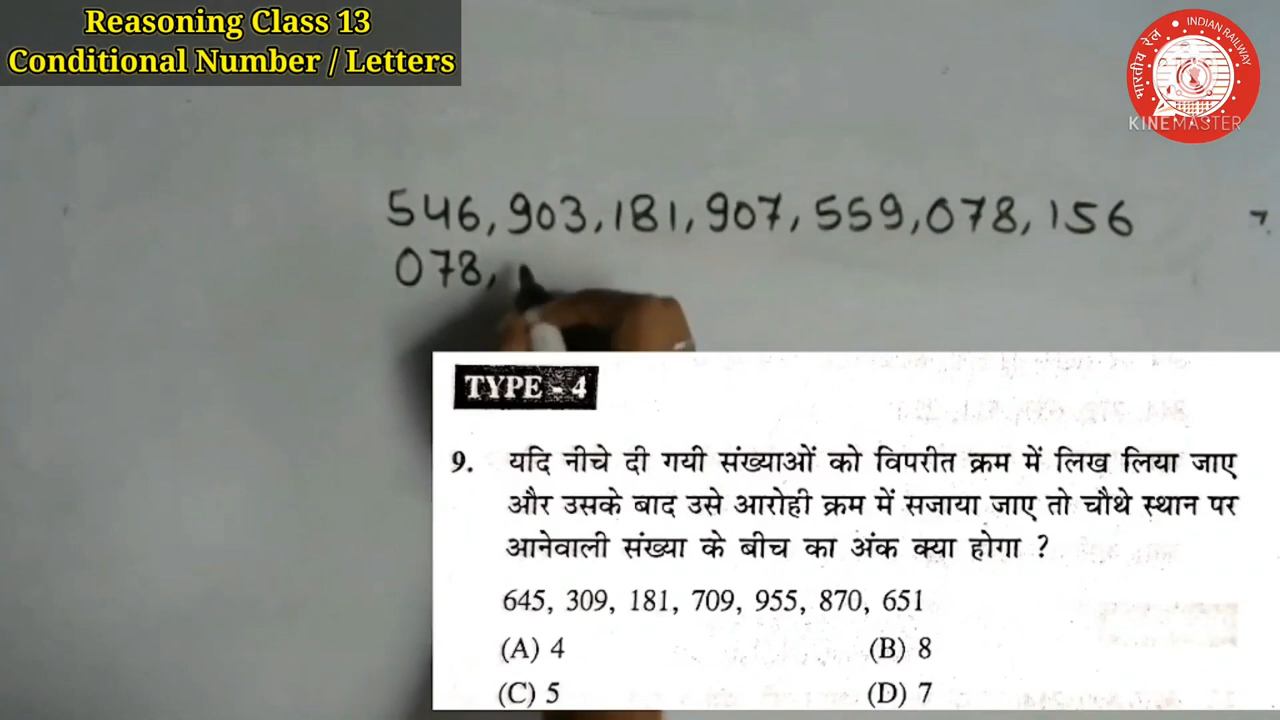 Reasoning Class 13
Conditional Number / Letters
भारतीय रेल
INDIAN RAILWAY
KINEMASTER
546, 903, 181, 907, 559, 078, 156
078,
TYPE - 4
9. यदि नीचे दी गयी संख्याओं को विपरीत क्रम में लिख लिया जाए
और उसके बाद उसे आरोही क्रम में सजाया जाए तो चौथे स्थान पर
आनेवाली संख्या के बीच का अंक क्या होगा ?
645, 309, 181, 709, 955, 870, 651
(A) 4 (B) 8
(C) 5 (D) 7